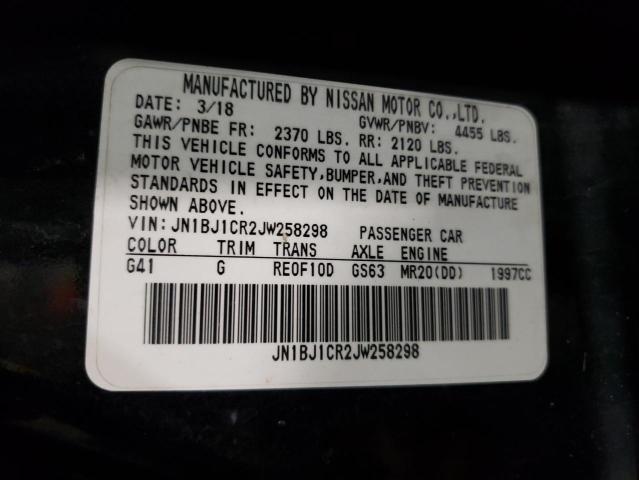 MANUFACTURED BY NISSAN MOTOR CO.,LTD.
DATE: 3/18 GVWR/PNBV: 4455 LBS.
GAWR/PNBE FR: 2370 LBS. RR: 2120 LBS.
THIS VEHICLE CONFORMS TO ALL APPLICABLE FEDERAL
MOTOR VEHICLE SAFETY,BUMPER,AND THEFT PREVENTION
STANDARDS IN EFFECT ON THE DATE OF MANUFACTURE
SHOWN ABOVE.
VIN: JN1BJ1CR2JW258298 PASSENGER CAR
COLOR TRIM TRANS AXLE ENGINE
G41 G REOF10D GS63 MR20(DD) 1997CC
JN1BJ1CR2JW258298